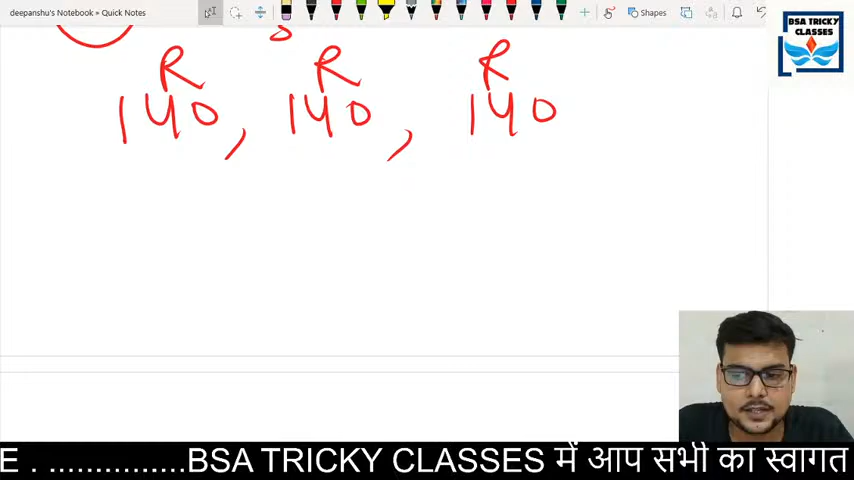 deepanshu's Notebook » Quick Notes
Shapes
BSA TRICKY
CLASSES
R R R
140, 140, 140
E . ...............BSA TRICKY CLASSES में आप सभी का स्वागत